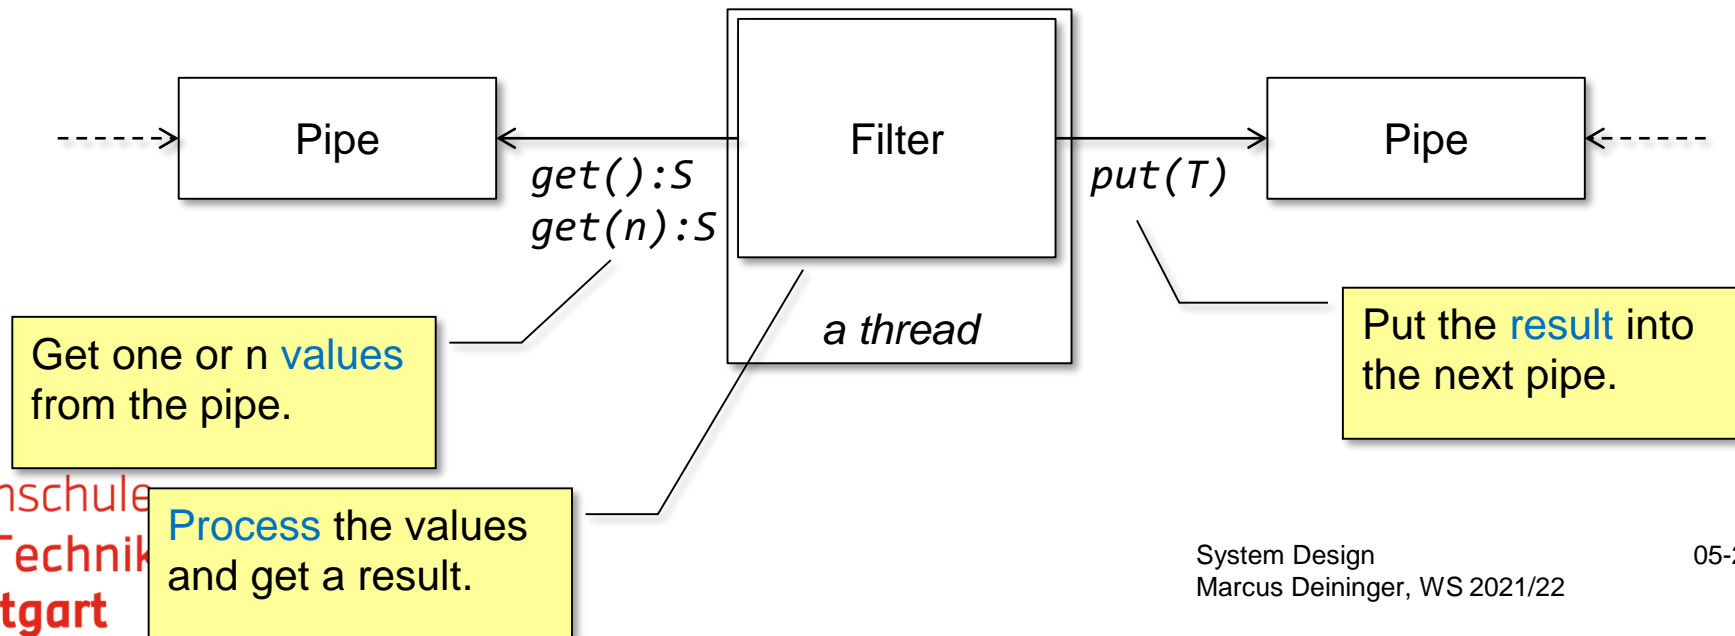 Pipe
Filter
Pipe
get():S
get(n):S
put(T)
a thread
Get one or n values
from the pipe.
Put the result into
the next pipe.
Process the values
and get a result.
Technik
System Design
Marcus Deininger, WS 2021/22